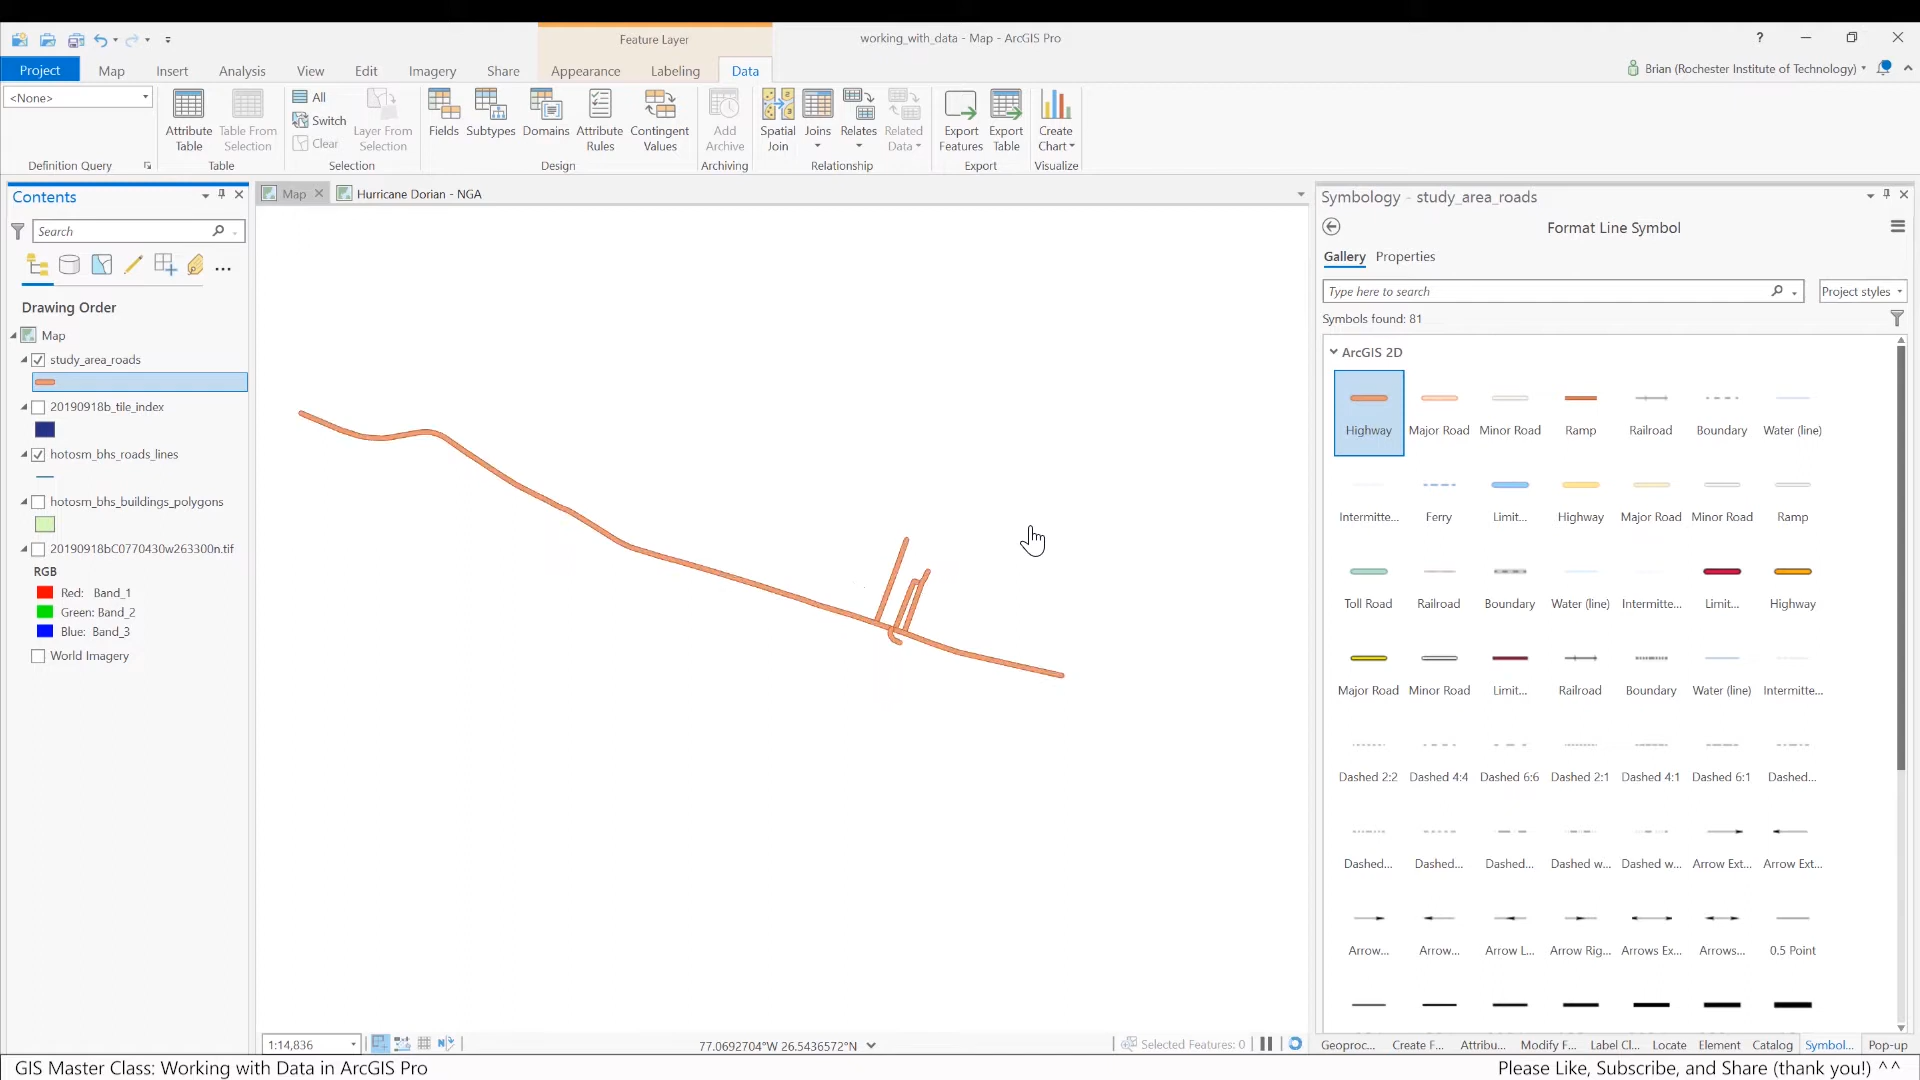 Feature Layer
working_with_data - Map - ArcGIS Pro
?
Project Map Insert Analysis View Edit Imagery Share Appearance Labeling Data
Brian (Rochester Institute of Technology)
<None>
Definition Query
Attribute Table
Table From Selection
Table
All
Switch
Clear
Layer From Selection
Selection
Fields
Subtypes
Domains
Attribute Rules
Contingent Values
Design
Add Archive
Archiving
Spatial Join
Joins
Relates
Related Data
Relationship
Export Features
Export Table
Export
Create Chart
Visualize
Contents
Search
Drawing Order
Map
study_area_roads
20190918b_tile_index
hotosm_bhs_roads_lines
hotosm_bhs_buildings_polygons
20190918bC0770430w263300n.tif
RGB
Red: Band_1
Green: Band_2
Blue: Band_3
World Imagery
Map
Hurricane Dorian - NGA
1:14,836
77.0692704°W 26.5436572°N
Selected Features: 0
Symbology - study_area_roads
Format Line Symbol
Gallery Properties
Type here to search
Project styles
Symbols found: 81
ArcGIS 2D
Highway Major Road Minor Road Ramp Railroad Boundary Water (line)
Intermitte... Ferry Limit... Highway Major Road Minor Road Ramp
Toll Road Railroad Boundary Water (line) Intermitte... Limit... Highway
Major Road Minor Road Limit... Railroad Boundary Water (line) Intermitte...
Dashed 2:2 Dashed 4:4 Dashed 6:6 Dashed 2:1 Dashed 4:1 Dashed 6:1 Dashed...
Dashed... Dashed... Dashed... Dashed w... Dashed w... Arrow Ext... Arrow Ext...
Arrow... Arrow... Arrow L... Arrow Rig... Arrows Ex... Arrows... 0.5 Point
Geoproc... Create F... Attribu... Modify F... Label Cl... Locate Element Catalog Symbol... Pop-up
GIS Master Class: Working with Data in ArcGIS Pro
Please Like, Subscribe, and Share (thank you!) ^^